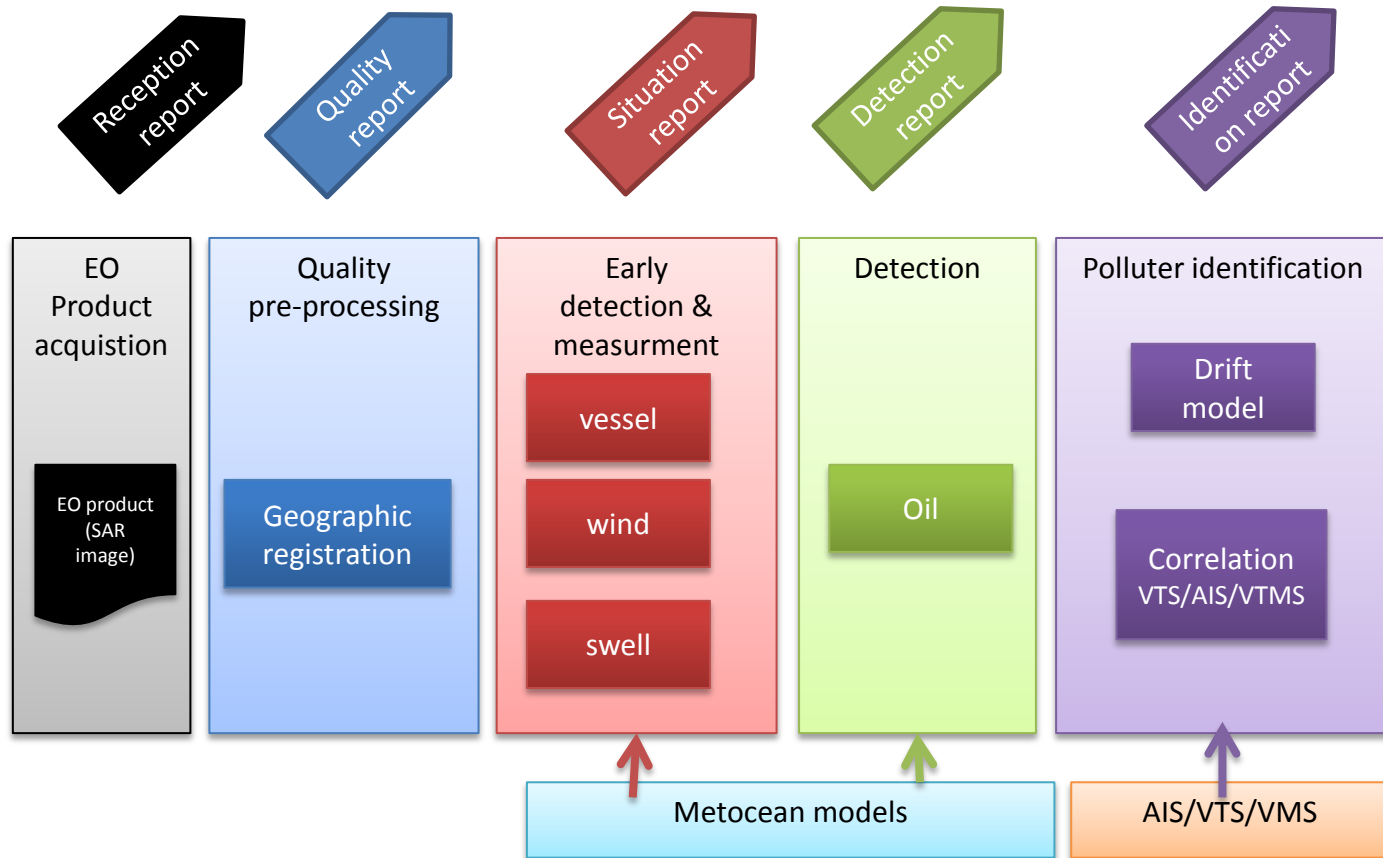 Reception
report
Quality
report
Situation
report
Detection
report
Identificati
on report
EO
Product
acquistion
Quality
pre-processing
Early
detection &
measurment
Detection
Polluter identification
EO product
(SAR
image)
Geographic
registration
vessel
wind
swell
Oil
Drift
model
Correlation
VTS/AIS/VTMS
Metocean models
AIS/VTS/VMS